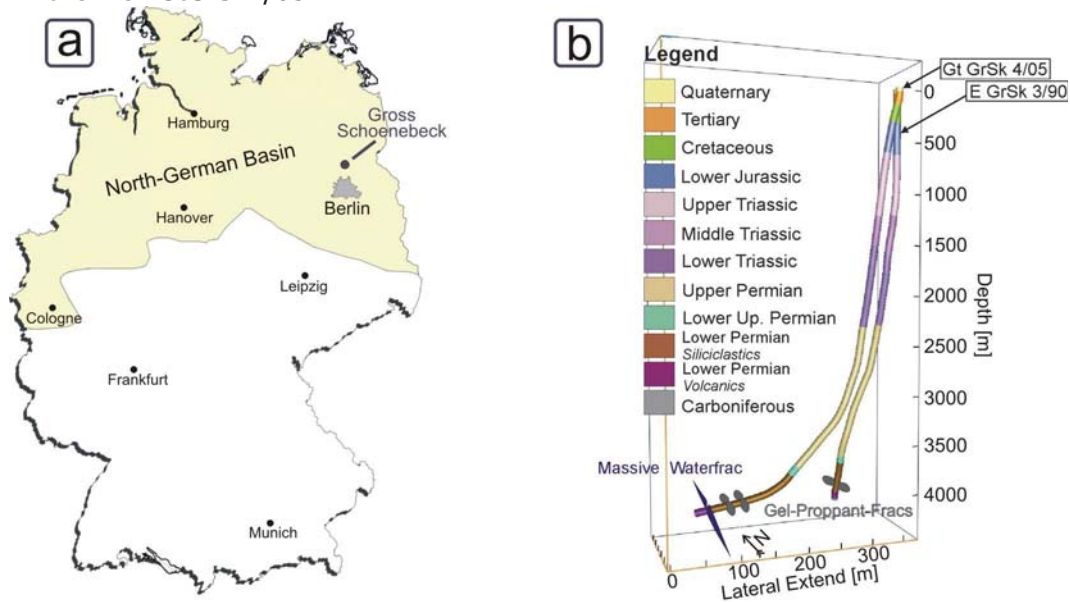 a
Hamburg
Gross
Schoenebeck
North-German Basin
Hanover
Berlin
Leipzig
Cologne
Frankfurt
Munich
b
Legend
Quaternary
Tertiary
Cretaceous
Lower Jurassic
Upper Triassic
Middle Triassic
Lower Triassic
Upper Permian
Lower Up. Permian
Lower Permian
Siliciclastics
Lower Permian
Volcanics
Carboniferous
Gt GrSk 4/05
E GrSk 3/90
0
500
1000
1500
2000
2500
3000
3500
4000
Depth [m]
Massive Waterfrac
Gel-Proppant-Fracs
N
0
100
200
300
Lateral Extend [m]